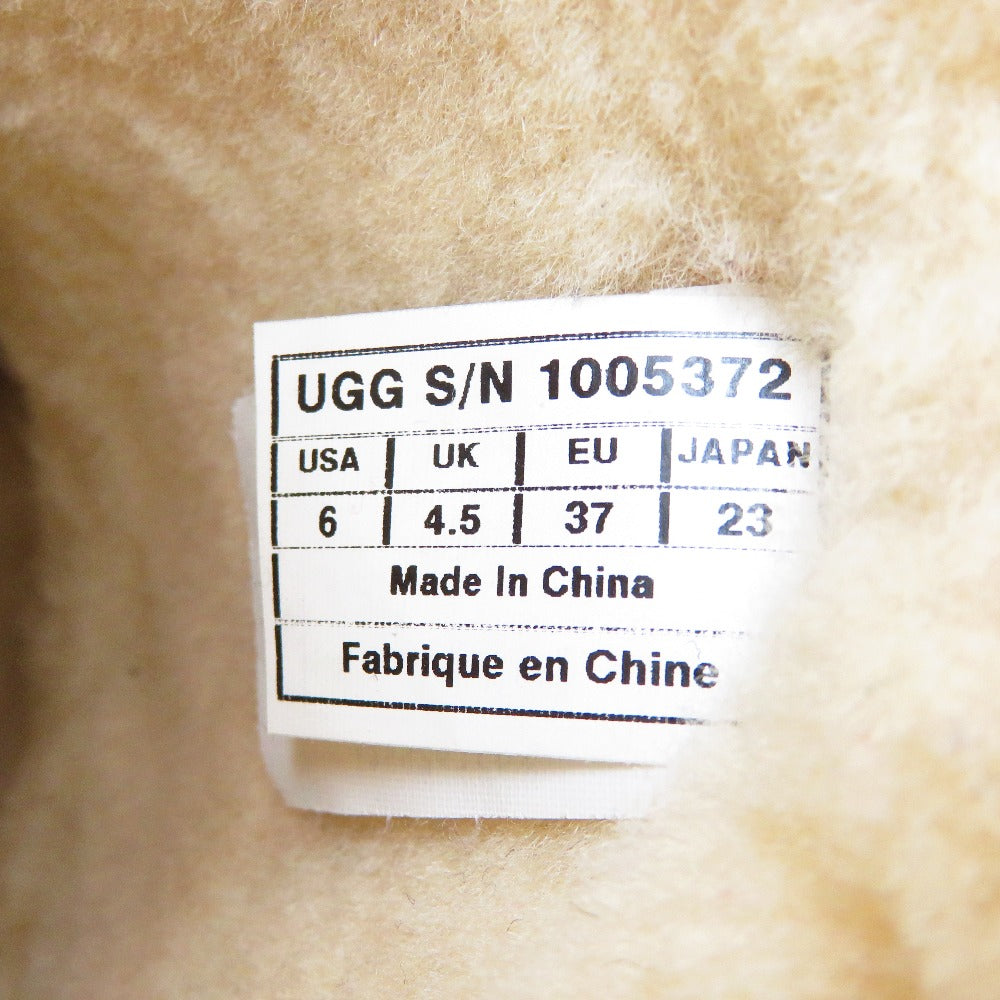 UGG S/N 1005372
USA UK EU JAPAN
6 4.5 37 23
Made In China
Fabrique en Chine